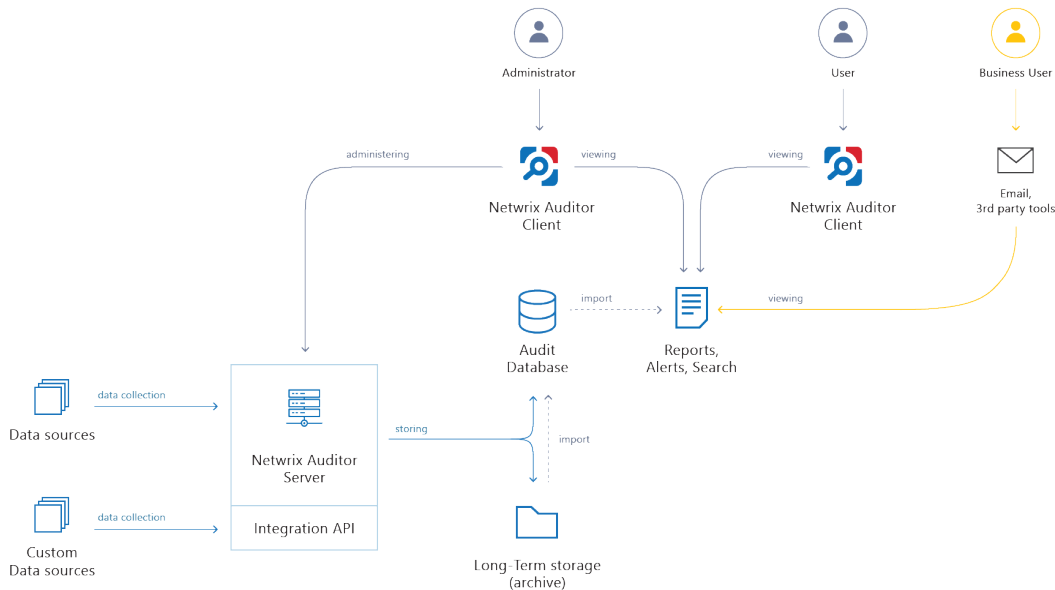 Administrator
User
Business User
administering
viewing
viewing
Netwrix Auditor
Client
Netwrix Auditor
Client
Email,
3rd party tools
import
viewing
Audit
Database
Reports,
Alerts, Search
data collection
Data sources
storing
import
Netwrix Auditor
Server
data collection
Integration API
Custom
Data sources
Long-Term storage
(archive)